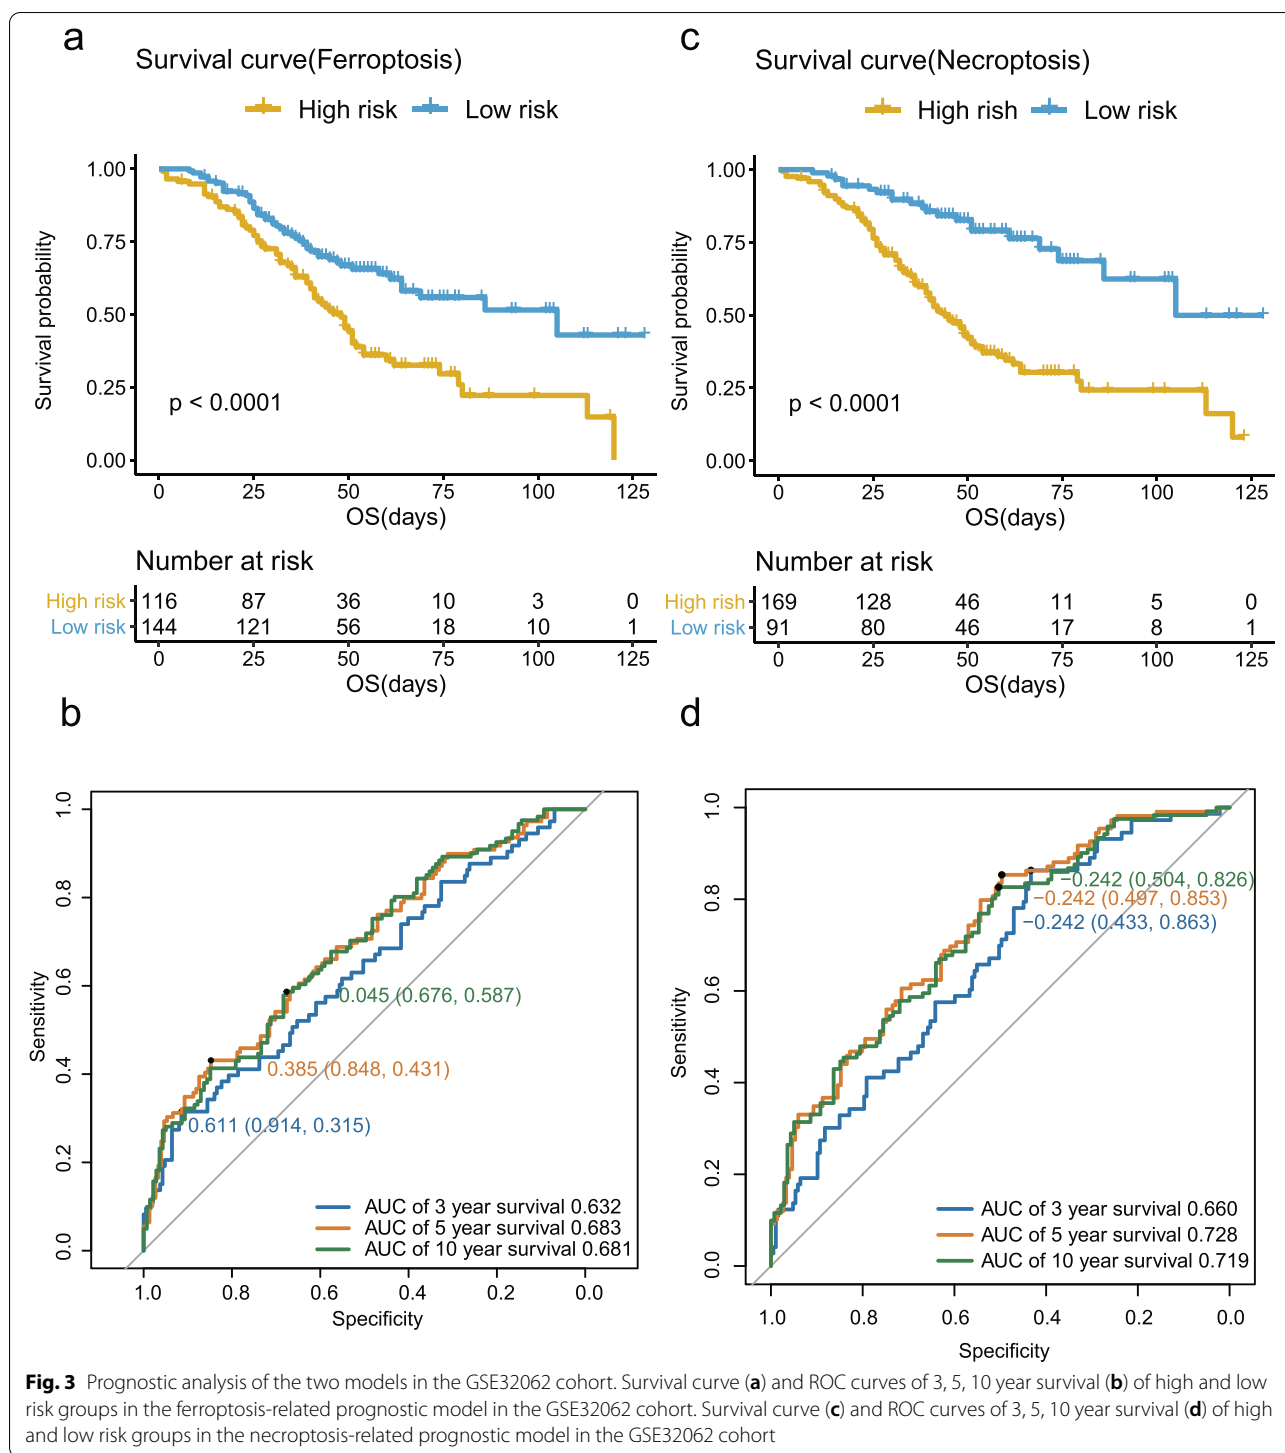 a
Survival curve(Ferroptosis)
High risk Low risk
1.00
0.75
0.50
0.25
0.00
Survival probability
p < 0.0001
0 25 50 75 100 125
OS(days)
Number at risk
High risk 116 87 36 10 3 0
Low risk 144 121 56 18 10 1
0 25 50 75 100 125
OS(days)
c
Survival curve(Necroptosis)
High rish Low risk
1.00
0.75
0.50
0.25
0.00
Survival probability
p < 0.0001
0 25 50 75 100 125
OS(days)
Number at risk
High rish 169 128 46 11 5 0
Low risk 91 80 46 17 8 1
0 25 50 75 100 125
OS(days)
b
1.0
0.8
0.6
0.4
0.2
0.0
Sensitivity
0.045 (0.676, 0.587)
0.385 (0.848, 0.431)
0.611 (0.914, 0.315)
AUC of 3 year survival 0.632
AUC of 5 year survival 0.683
AUC of 10 year survival 0.681
1.0 0.8 0.6 0.4 0.2 0.0
Specificity
d
1.0
0.8
0.6
0.4
0.2
0.0
Sensitivity
−0.242 (0.504, 0.826)
−0.242 (0.497, 0.853)
−0.242 (0.433, 0.863)
AUC of 3 year survival 0.660
AUC of 5 year survival 0.728
AUC of 10 year survival 0.719
1.0 0.8 0.6 0.4 0.2 0.0
Specificity
Fig. 3 Prognostic analysis of the two models in the GSE32062 cohort. Survival curve (a) and ROC curves of 3, 5, 10 year survival (b) of high and low
risk groups in the ferroptosis-related prognostic model in the GSE32062 cohort. Survival curve (c) and ROC curves of 3, 5, 10 year survival (d) of high
and low risk groups in the necroptosis-related prognostic model in the GSE32062 cohort